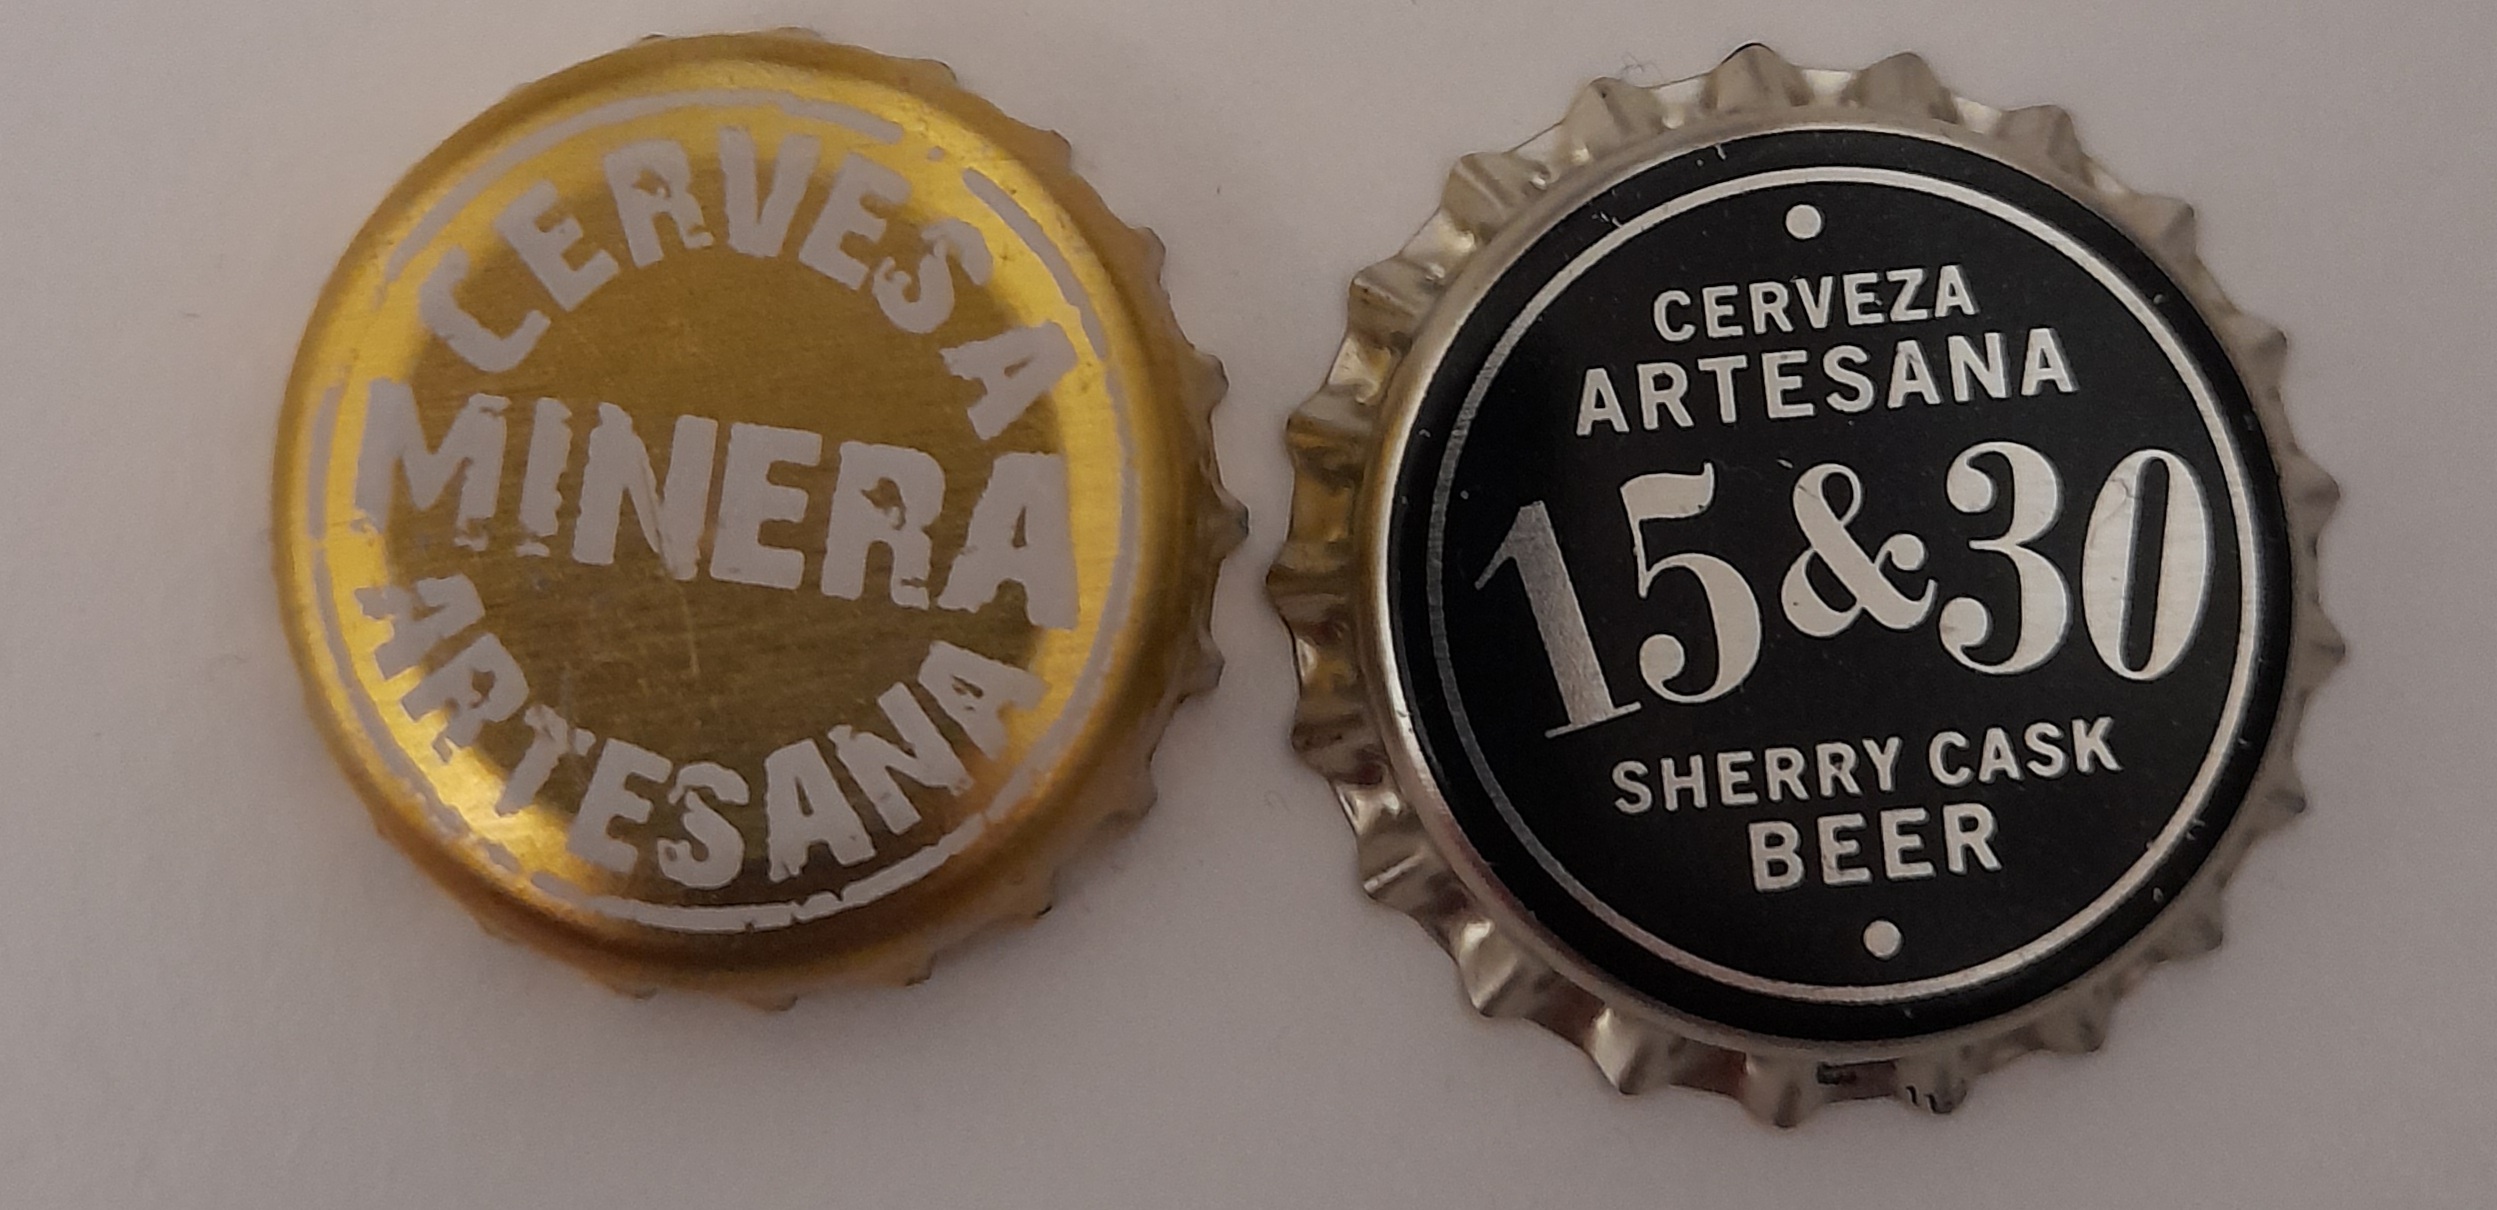 CERVESA
MINERA
ARTESANA
CERVEZA
ARTESANA
15&30
SHERRY CASK
BEER